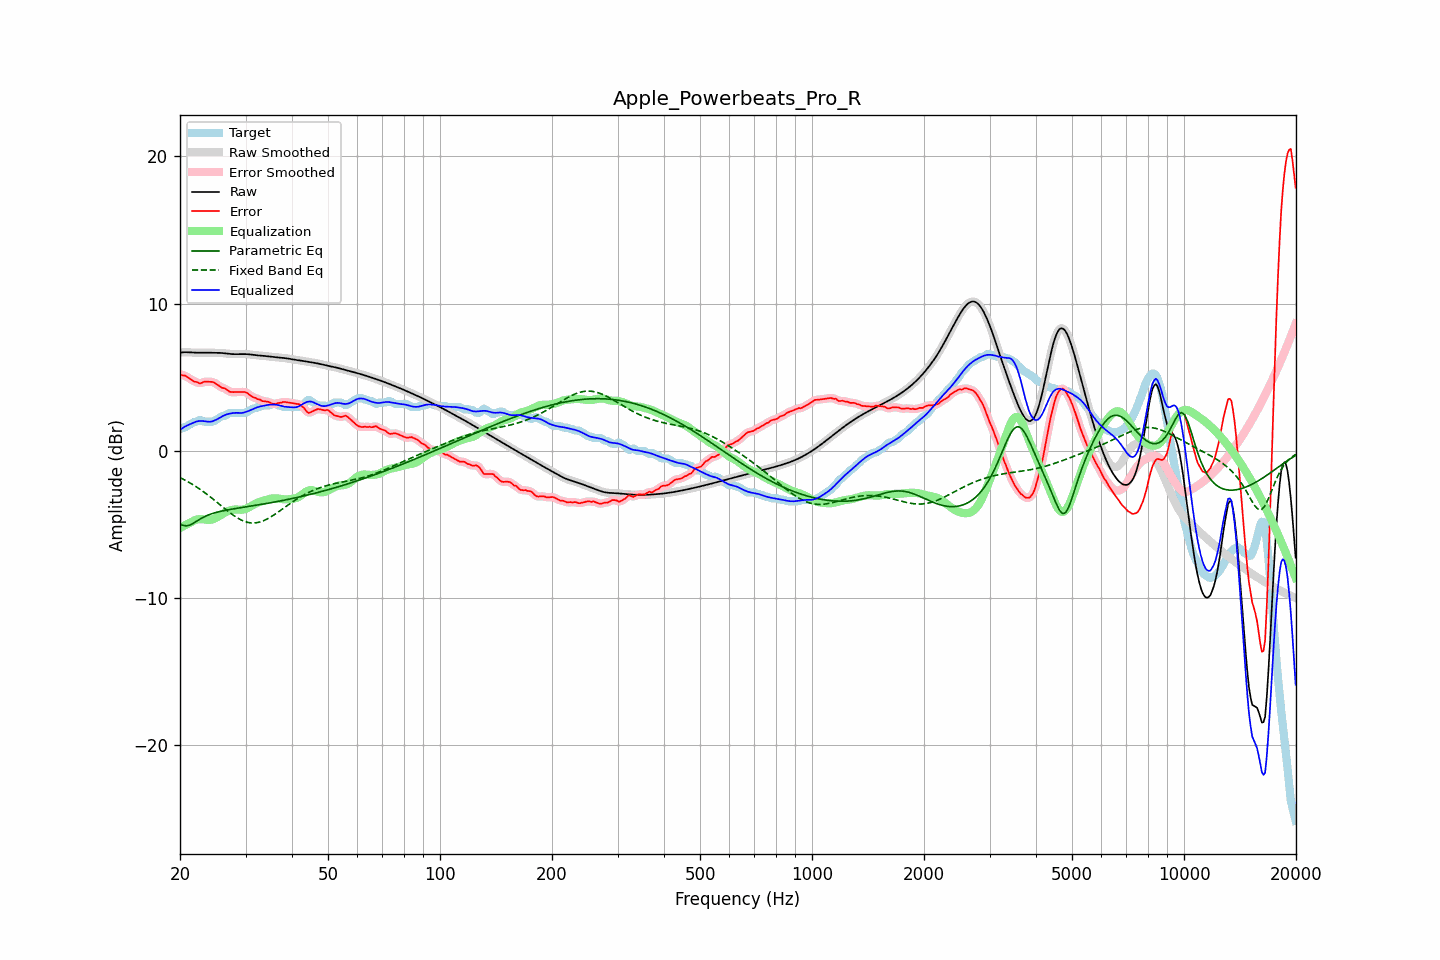 Apple_Powerbeats_Pro_R
Target
Raw Smoothed
Error Smoothed
Raw
Error
Equalization
Parametric Eq
Fixed Band Eq
Equalized
20
10
0
−10
−20
Amplitude (dBr)
20 50 100 200 500 1000 2000 5000 10000 20000
Frequency (Hz)